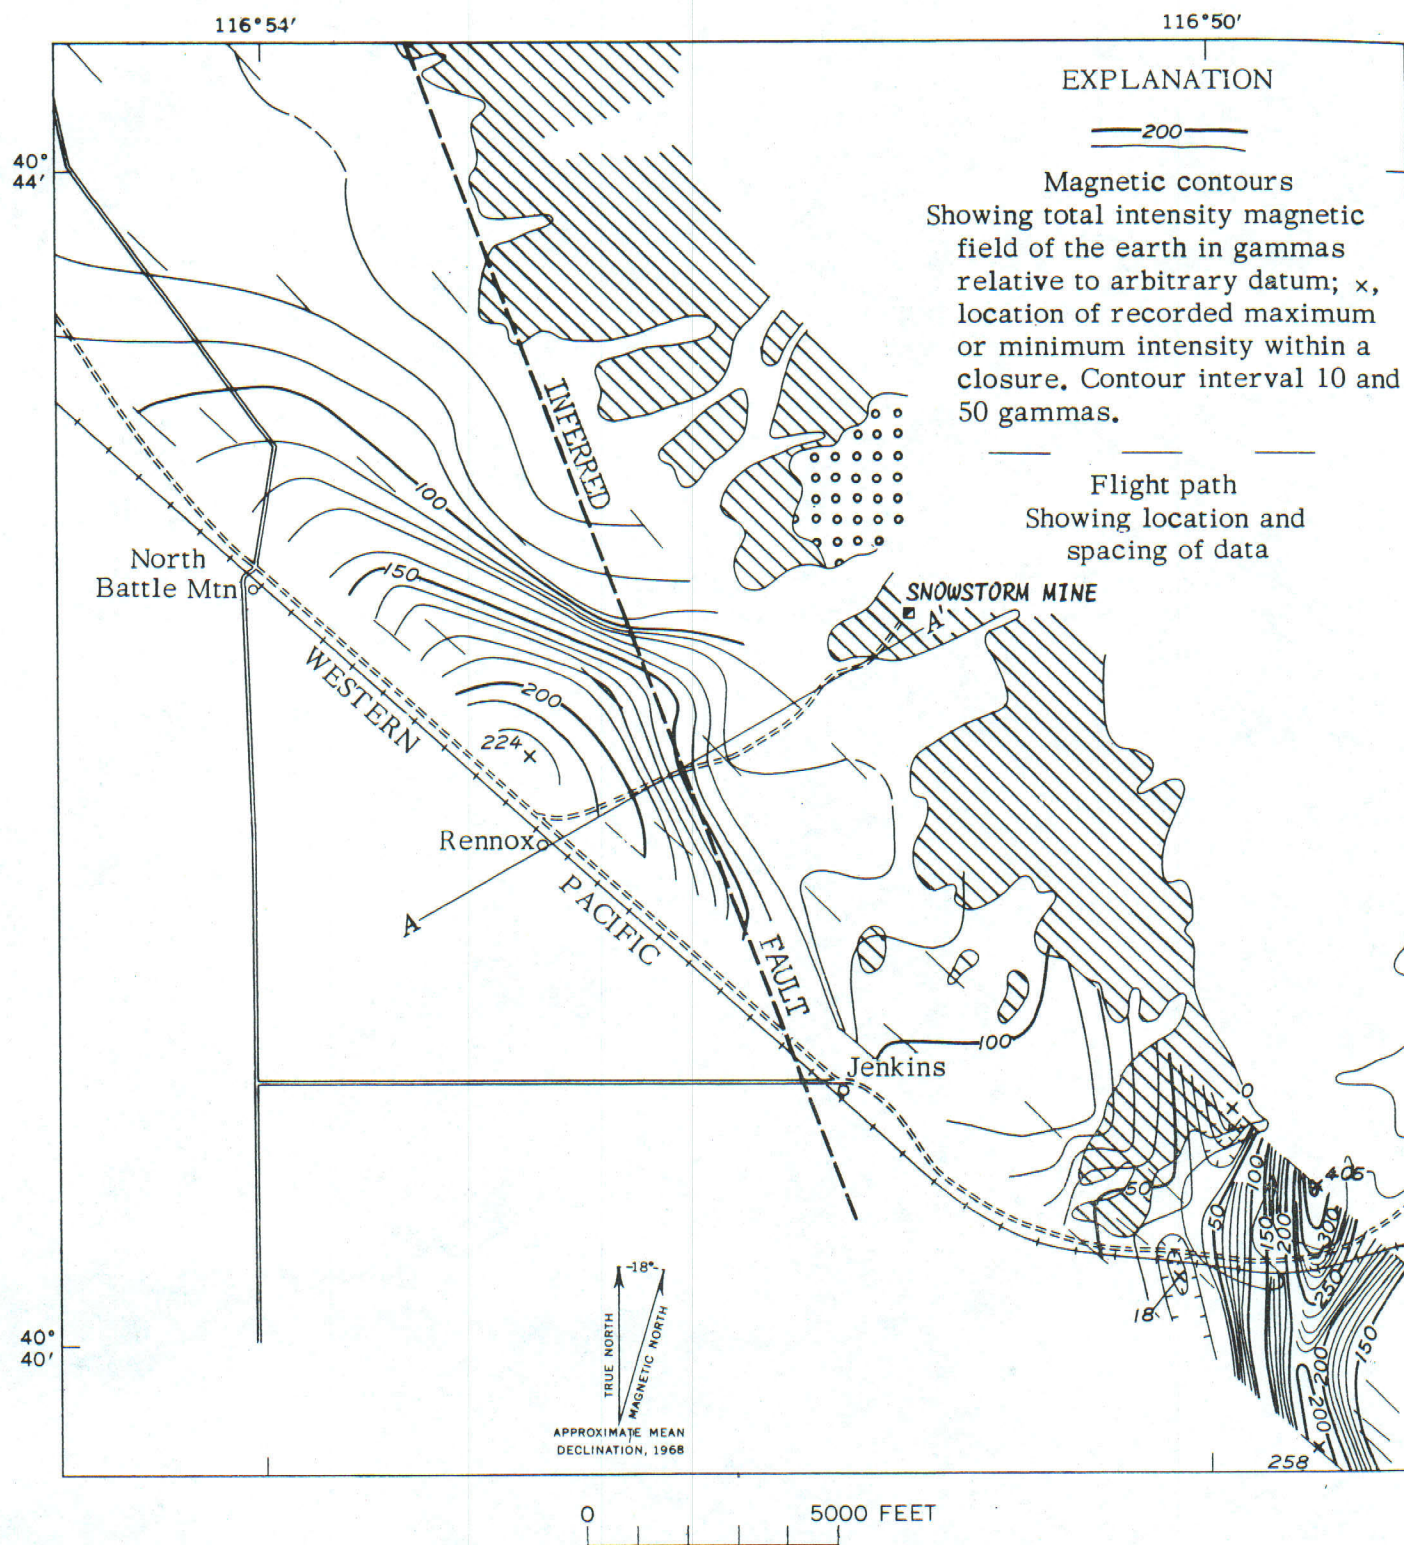 116°54′
116°50′
EXPLANATION
200
40°
44′
Magnetic contours
Showing total intensity magnetic
field of the earth in gammas
relative to arbitrary datum; ×,
location of recorded maximum
or minimum intensity within a
closure. Contour interval 10 and
50 gammas.
Flight path
Showing location and
spacing of data
INFERRED
100
North
Battle Mtn
150
SNOWSTORM MINE
A′
WESTERN
200
224
Rennox
PACIFIC
A
FAULT
100
Jenkins
0
405
50
100
50
150
200
300
250
18
150
200
200
258
40°
40′
18°
TRUE NORTH
MAGNETIC NORTH
APPROXIMATE MEAN
DECLINATION, 1968
0
5000 FEET